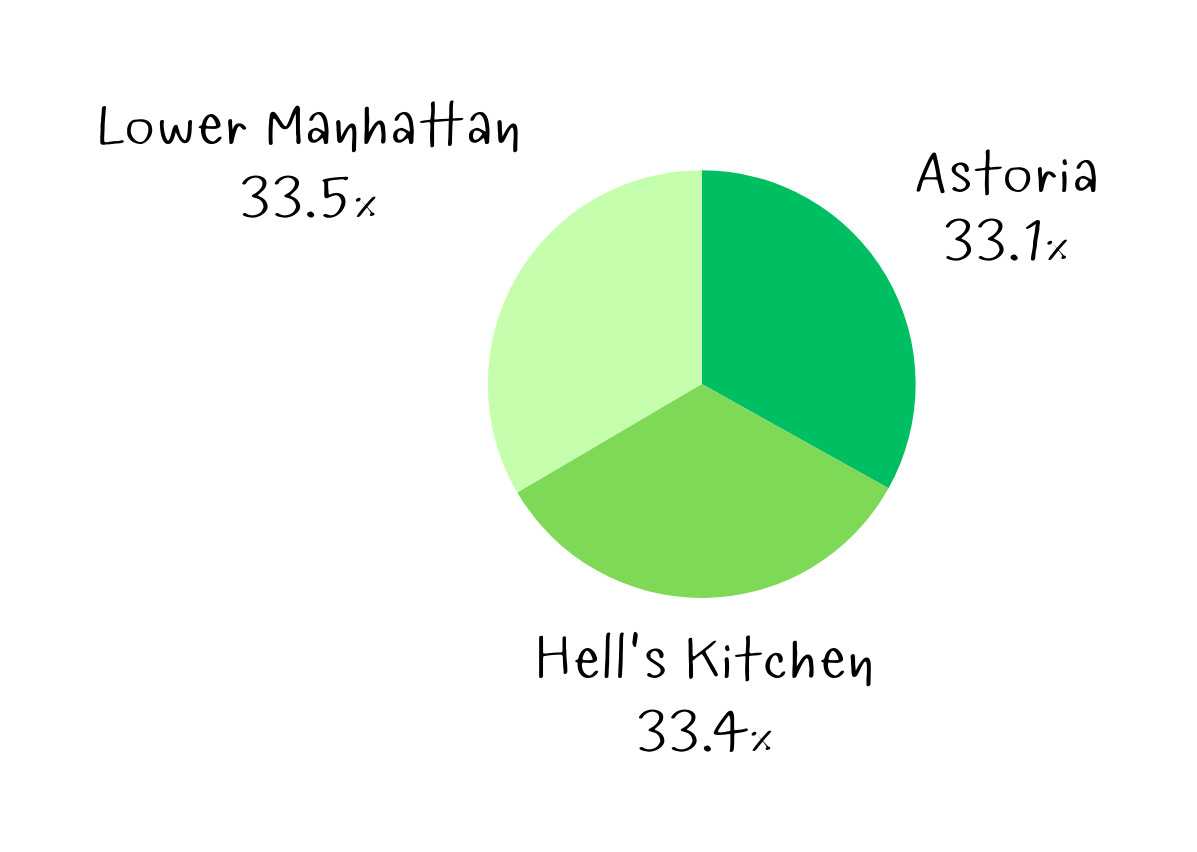 Lower Manhattan
33.5%
Astoria
33.1%
Hell's Kitchen
33.4%